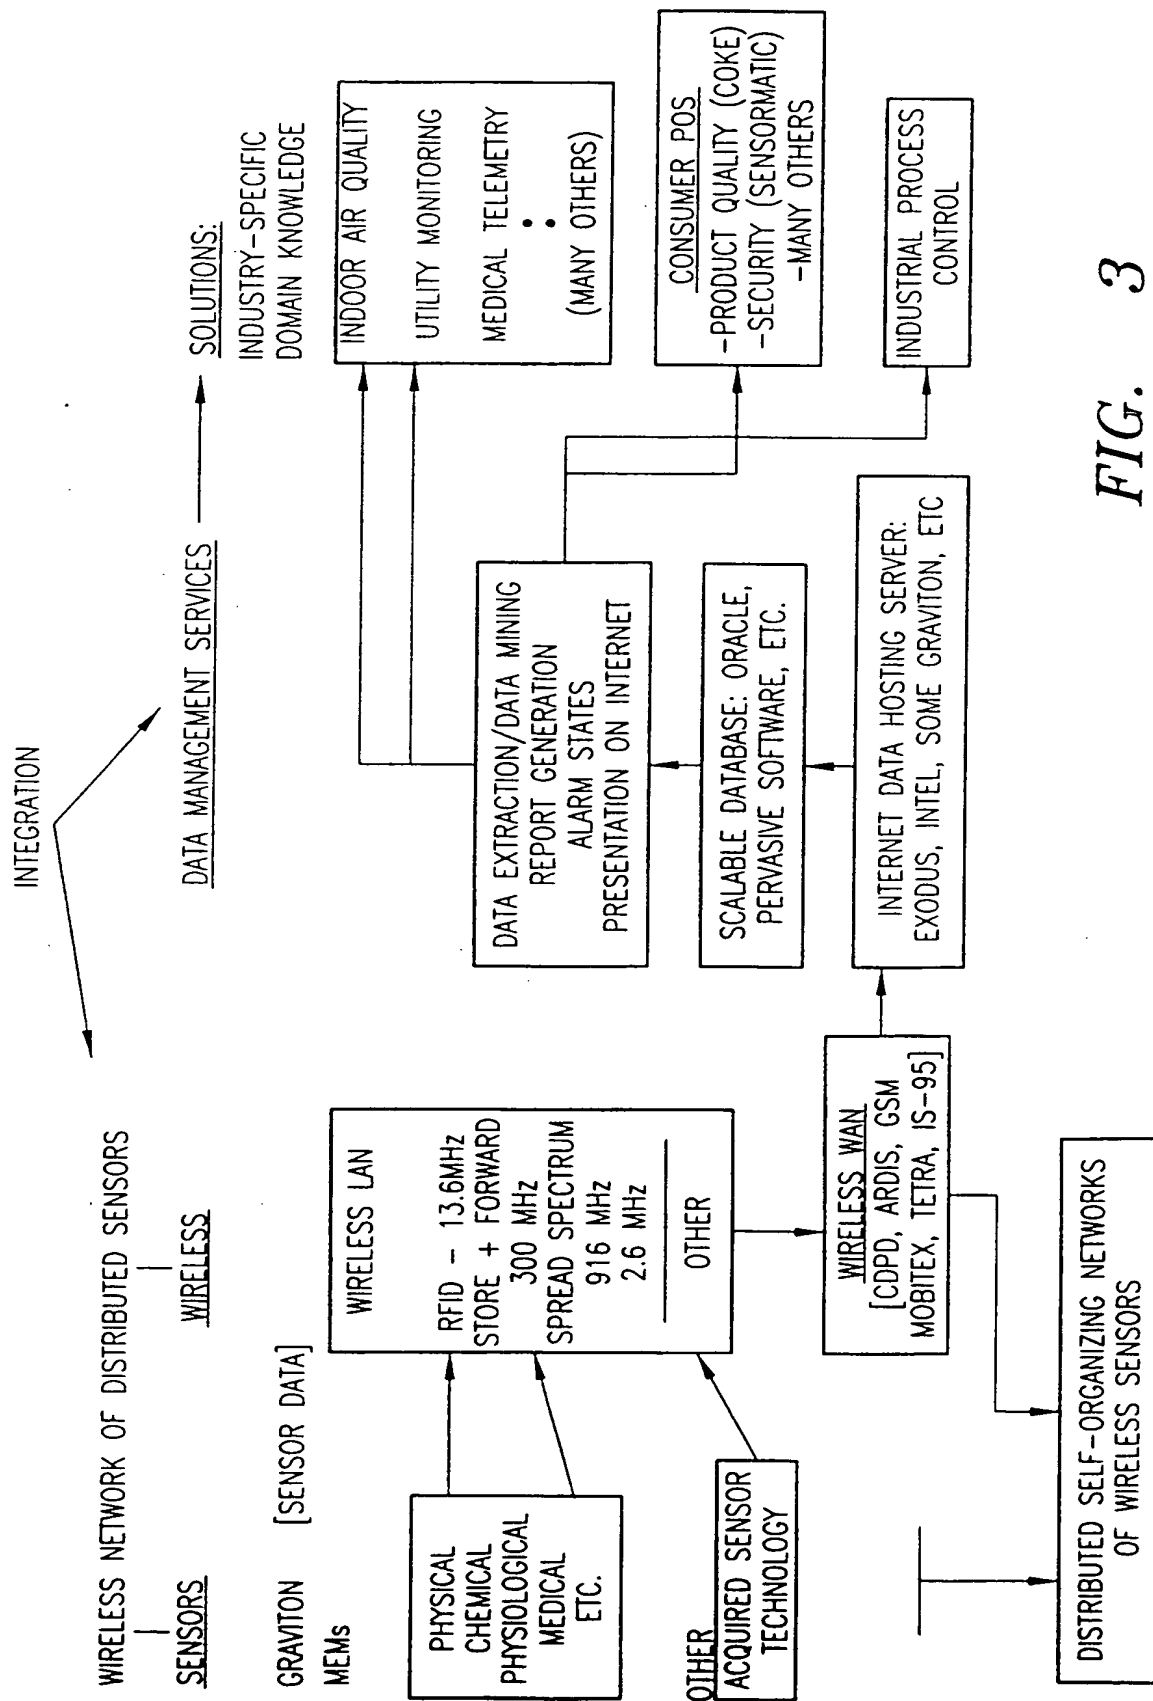 INTEGRATION
WIRELESS NETWORK OF DISTRIBUTED SENSORS
SENSORS
WIRELESS
DATA MANAGEMENT SERVICES
SOLUTIONS:
INDUSTRY-SPECIFIC
DOMAIN KNOWLEDGE
GRAVITON
MEMs
[SENSOR DATA]
PHYSICAL
CHEMICAL
PHYSIOLOGICAL
MEDICAL
ETC.
OTHER
ACQUIRED SENSOR
TECHNOLOGY
WIRELESS LAN
RFID - 13.6MHz
STORE + FORWARD
300 MHz
SPREAD SPECTRUM
916 MHz
2.6 MHz
OTHER
WIRELESS WAN
[CDPD, ARDIS, GSM
MOBITEX, TETRA, IS-95]
DISTRIBUTED SELF-ORGANIZING NETWORKS
OF WIRELESS SENSORS
DATA EXTRACTION/DATA MINING
REPORT GENERATION
ALARM STATES
PRESENTATION ON INTERNET
SCALABLE DATABASE: ORACLE,
PERVASIVE SOFTWARE, ETC.
INTERNET DATA HOSTING SERVER:
EXODUS, INTEL, SOME GRAVITON, ETC
INDOOR AIR QUALITY
UTILITY MONITORING
MEDICAL TELEMETRY
(MANY OTHERS)
CONSUMER POS
-PRODUCT QUALITY (COKE)
-SECURITY (SENSORMATIC)
-MANY OTHERS
INDUSTRIAL PROCESS
CONTROL
FIG. 3